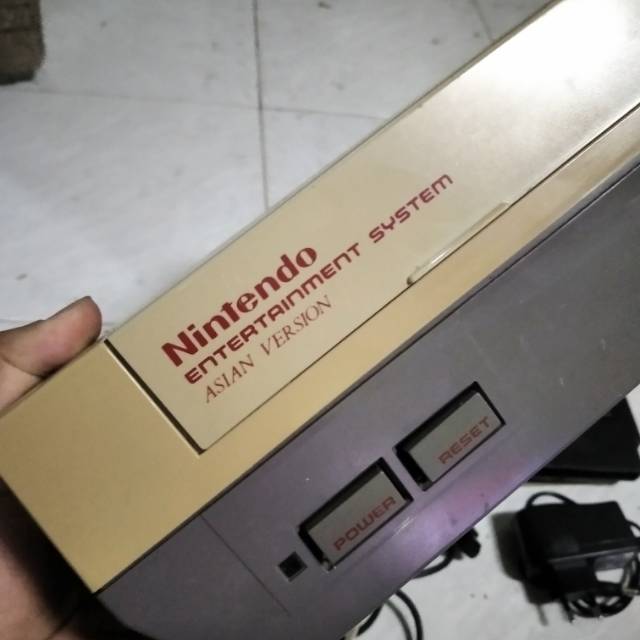 Nintendo
ENTERTAINMENT SYSTEM
ASIAN VERSION
POWER
RESET